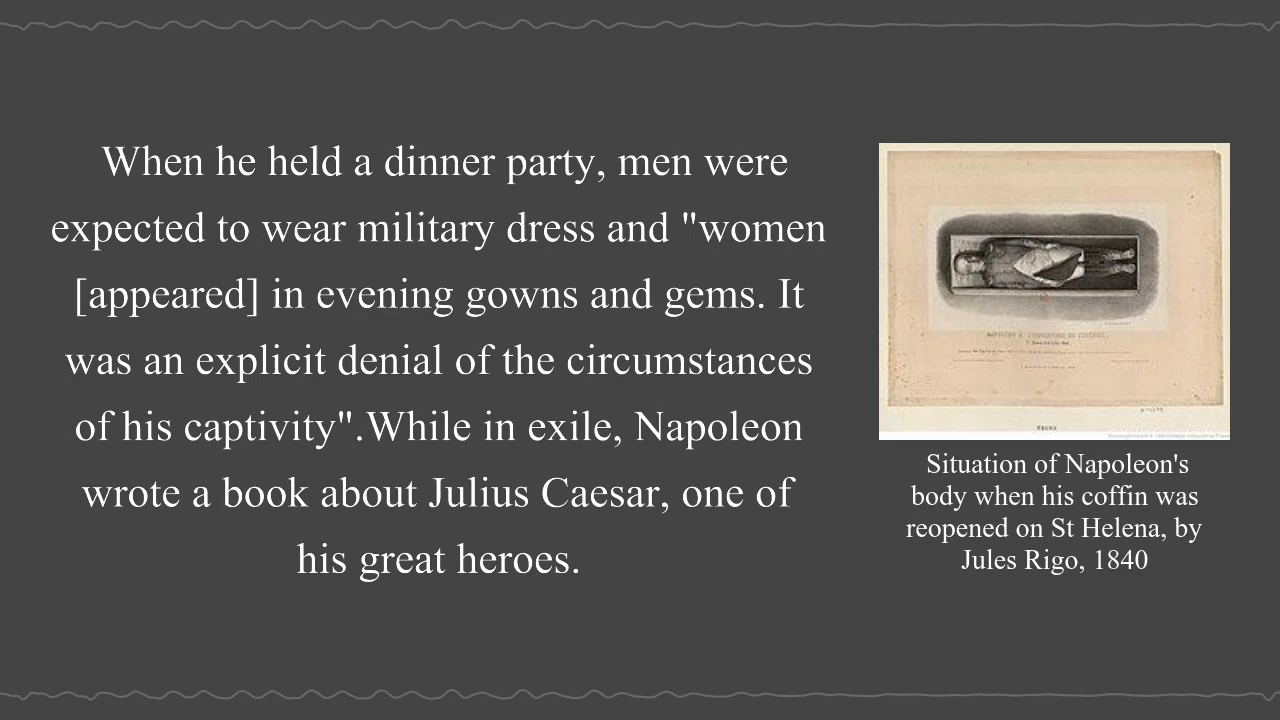 When he held a dinner party, men were
expected to wear military dress and "women
[appeared] in evening gowns and gems. It
was an explicit denial of the circumstances
of his captivity".While in exile, Napoleon
wrote a book about Julius Caesar, one of
his great heroes.
Situation of Napoleon's
body when his coffin was
reopened on St Helena, by
Jules Rigo, 1840